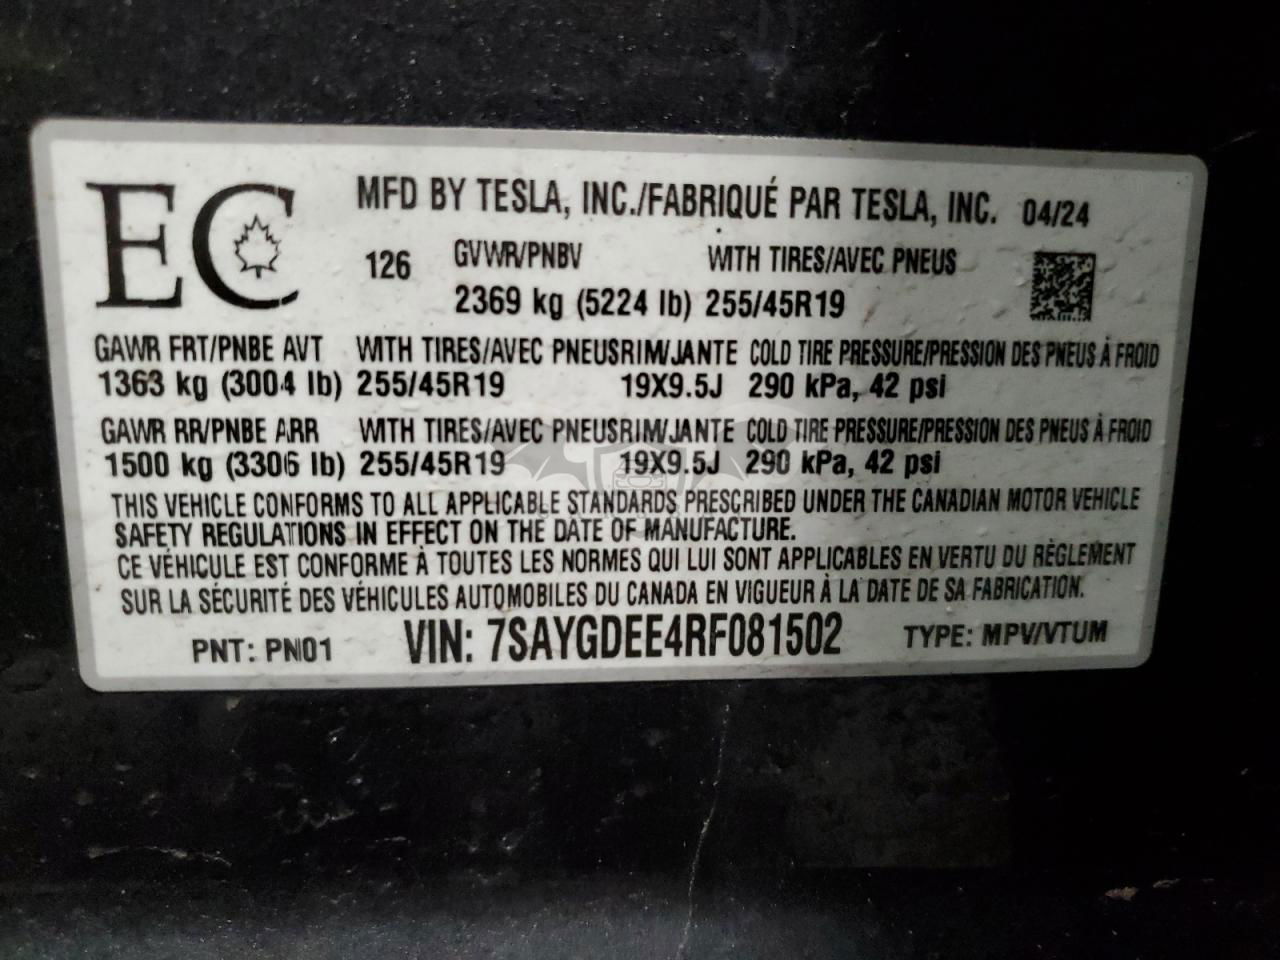 EC MFD BY TESLA, INC./FABRIQUÉ PAR TESLA, INC. 04/24
126 GVWR/PNBV WITH TIRES/AVEC PNEUS
2369 kg (5224 lb) 255/45R19
GAWR FRT/PNBE AVT WITH TIRES/AVEC PNEUS RIM/JANTE COLD TIRE PRESSURE/PRESSION DES PNEUS À FROID
1363 kg (3004 lb) 255/45R19 19X9.5J 290 kPa, 42 psi
GAWR RR/PNBE ARR WITH TIRES/AVEC PNEUS RIM/JANTE COLD TIRE PRESSURE/PRESSION DES PNEUS À FROID
1500 kg (3306 lb) 255/45R19 19X9.5J 290 kPa, 42 psi
THIS VEHICLE CONFORMS TO ALL APPLICABLE STANDARDS PRESCRIBED UNDER THE CANADIAN MOTOR VEHICLE
SAFETY REGULATIONS IN EFFECT ON THE DATE OF MANUFACTURE.
CE VÉHICULE EST CONFORME À TOUTES LES NORMES QUI LUI SONT APPLICABLES EN VERTU DU RÈGLEMENT
SUR LA SÉCURITÉ DES VÉHICULES AUTOMOBILES DU CANADA EN VIGUEUR À LA DATE DE SA FABRICATION.
PNT: PN01 VIN: 7SAYGDEE4RF081502 TYPE: MPV/VTUM